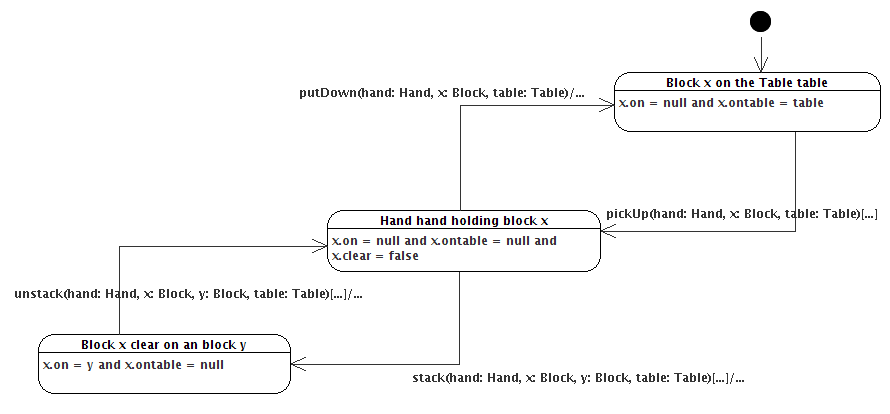 Block x on the Table table
putDown(hand: Hand, x: Block, table: Table)/...
x.on = null and x.ontable = table
pickUp(hand: Hand, x: Block, table: Table)[...]
Hand hand holding block x
x.on = null and x.ontable = null and
x.clear = false
unstack(hand: Hand, x: Block, y: Block, table: Table)[...]/...
Block x clear on an block y
x.on = y and x.ontable = null
stack(hand: Hand, x: Block, y: Block, table: Table)[...]/...